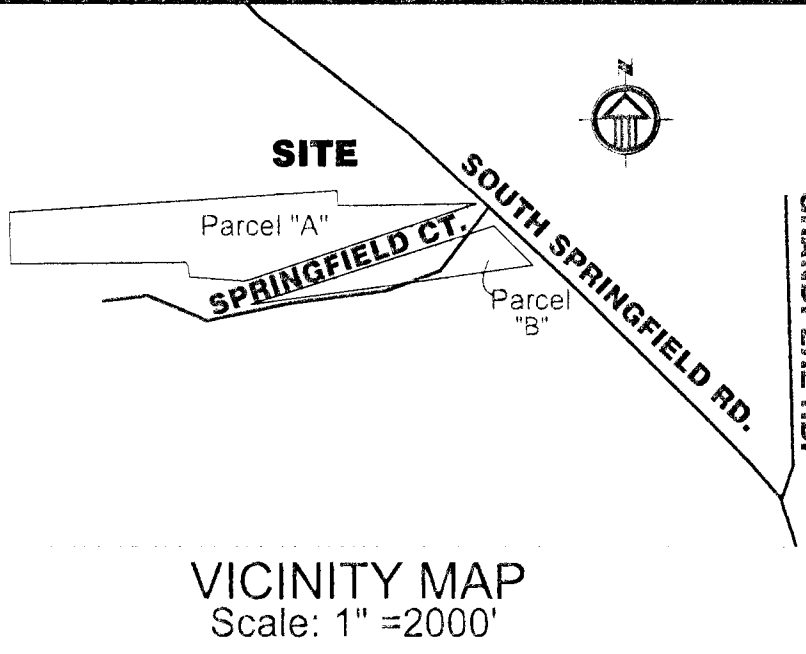 N
SITE
SOUTH SPRINGFIELD RD.
Parcel "A"
SPRINGFIELD CT.
Parcel
"B"
VICINITY MAP
Scale: 1" =2000'